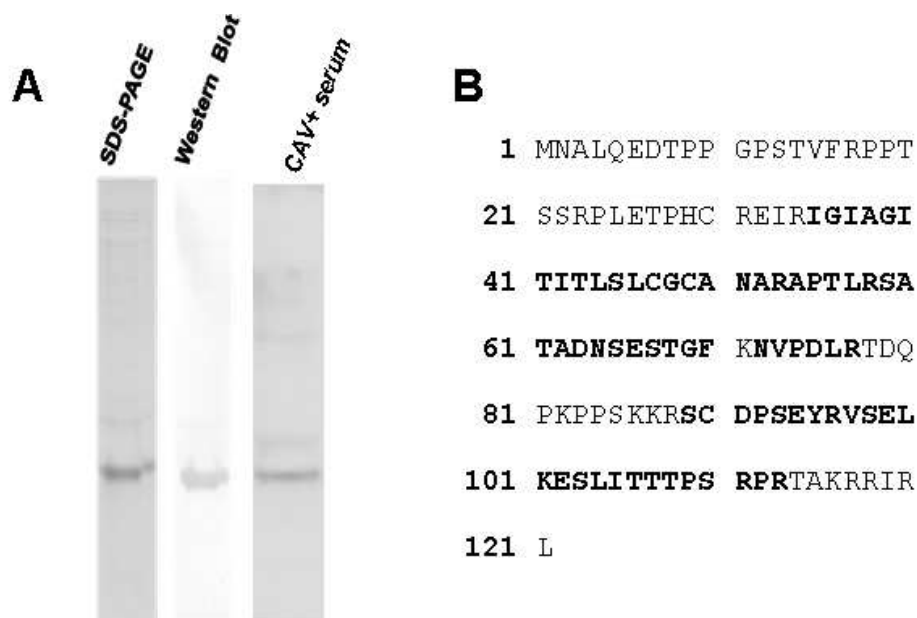 A
SDS-PAGE
Western Blot
CAV+ serum
B
1 MNALQEDTPP GPSTVFRPPT
21 SSRPLETPHC REIRIGIAGI
41 TITLSLCGCA NARAPTLRSA
61 TADNSESTGF KNVPDLRTDQ
81 PKPPSKKRSC DPSEYRVSEL
101 KESLITTTPS RPRTAKRRIR
121 L